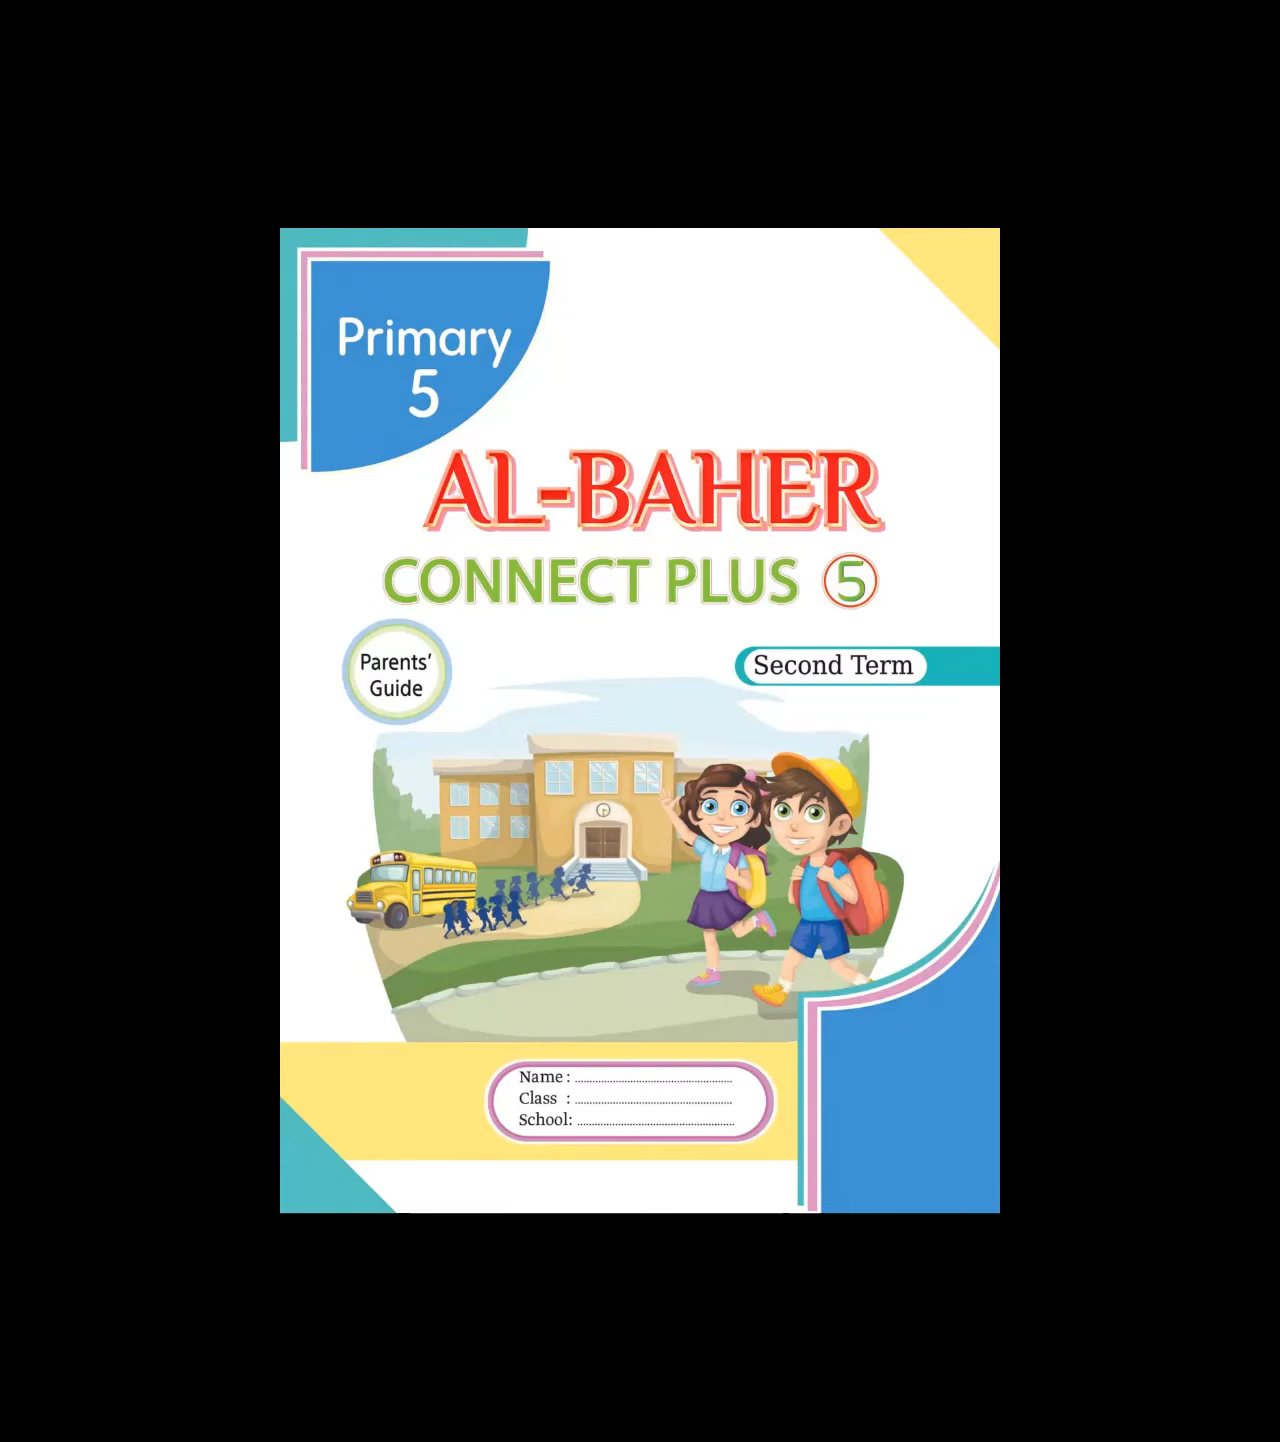 Primary
5
AL-BAHER
CONNECT PLUS 5
Parents'
Guide
Second Term
Name : ........................................................
Class : ........................................................
School: ........................................................